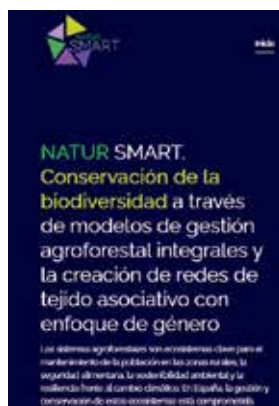 NATUR
SMART
Inicio
NATUR SMART.
Conservación de la
biodiversidad a través
de modelos de gestión
agroforestal integrales y
la creación de redes de
tejido asociativo con
enfoque de género
Los sistemas agroforestales son ecosistemas clave para el
mantenimiento de la población en las zonas rurales, la
seguridad alimentaria, la sostenibilidad ambiental y la
resiliencia frente al cambio climático. En España, la gestión y
conservación de estos ecosistemas está comprometida